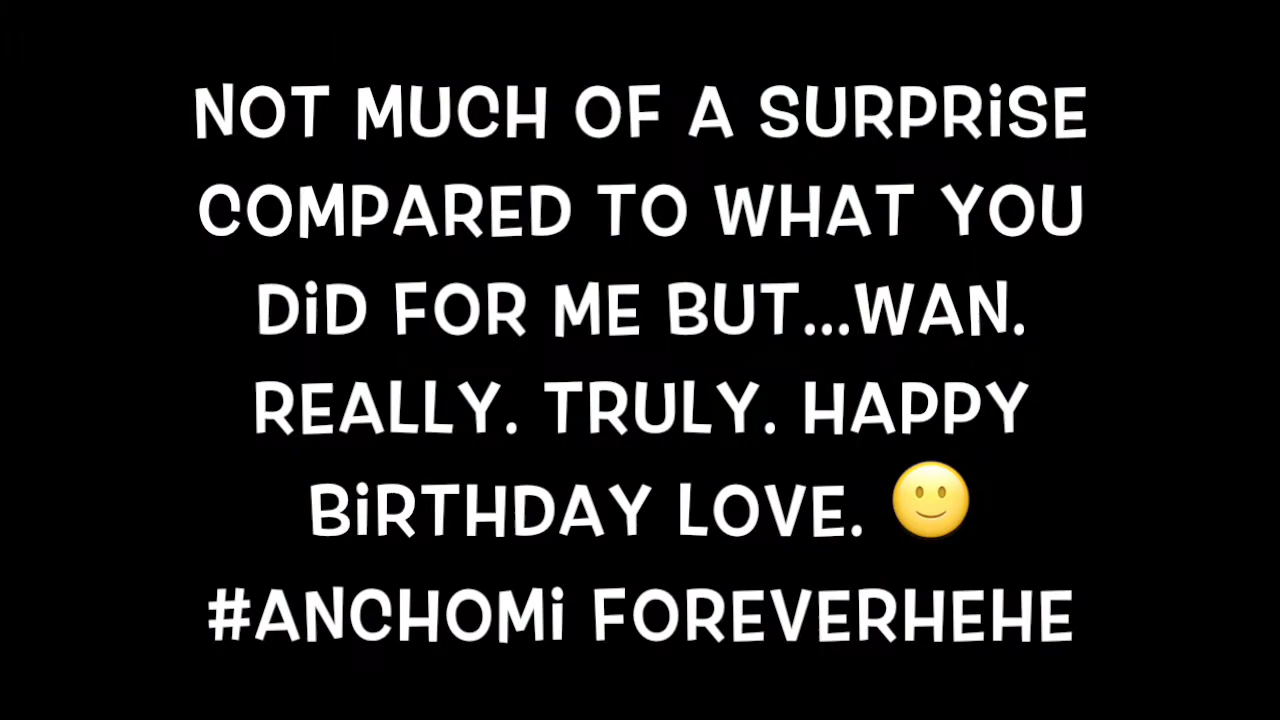 NOT MUCH OF A SURPRiSE
COMPARED TO WHAT YOU
DiD FOR ME BUT...WAN.
REALLY. TRULY. HAPPY
BiRTHDAY LOVE. 🙂
#ANCHOMi FOREVERHEHE